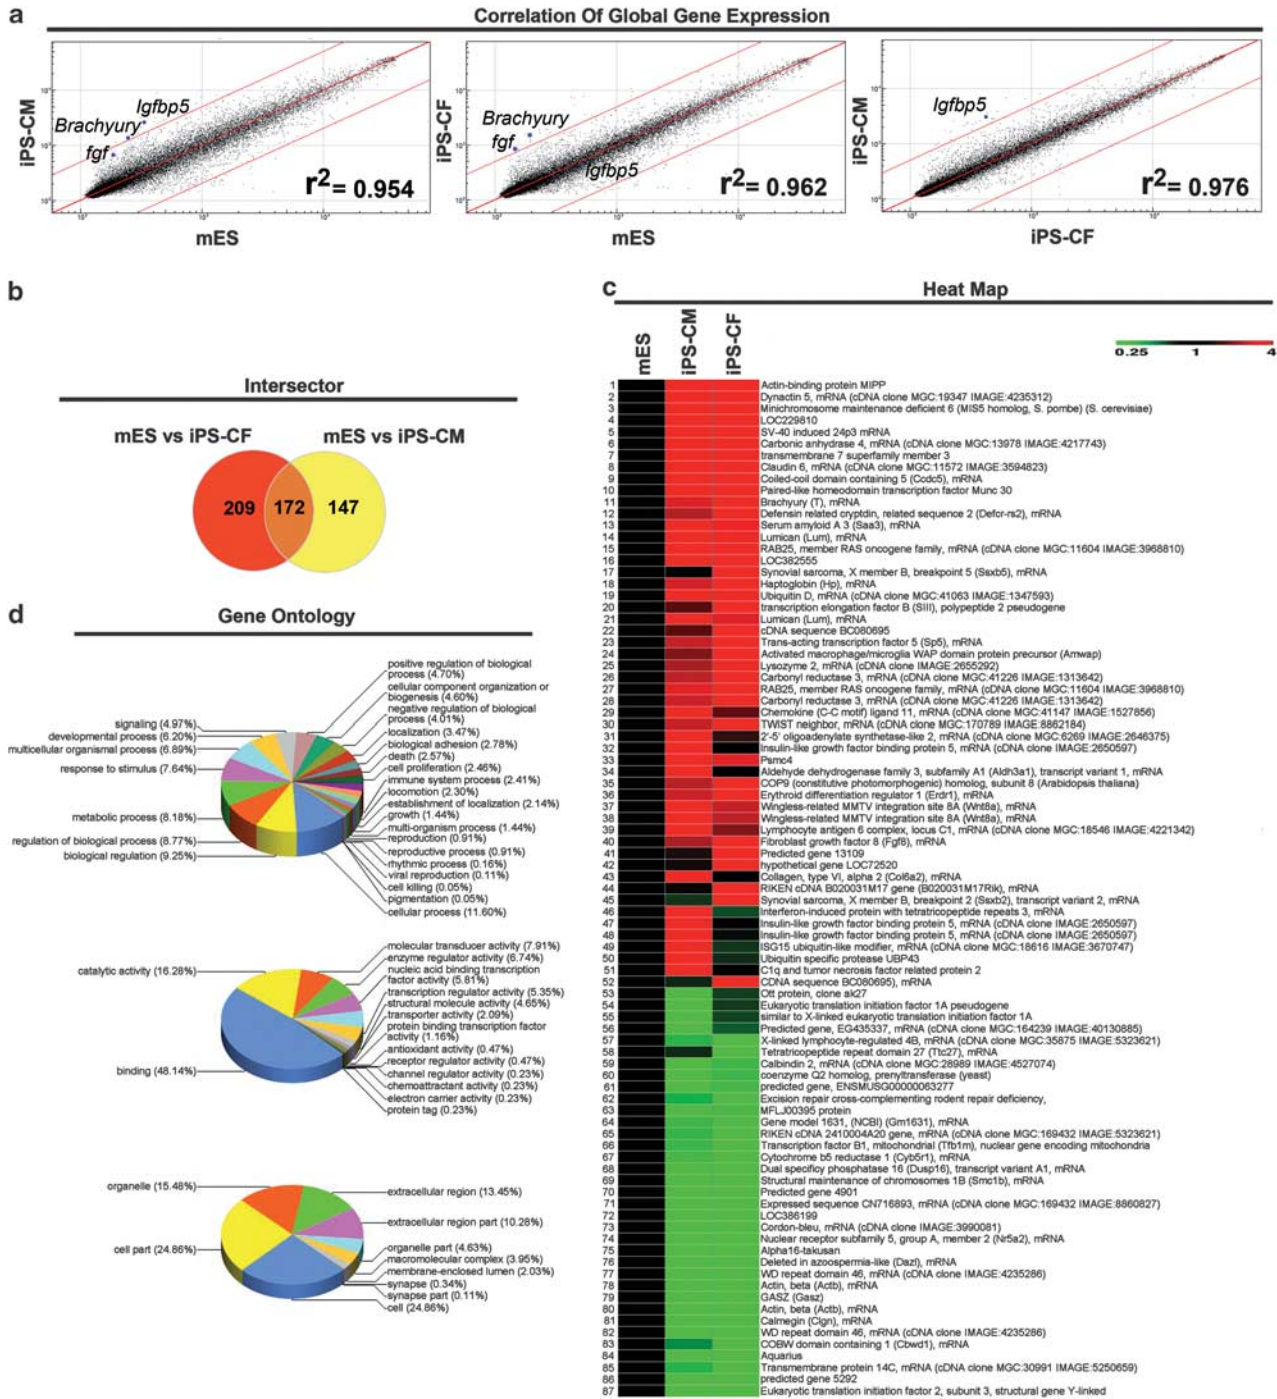 a
Correlation Of Global Gene Expression
iPS-CM
Igfbp5
Brachyury
fgf
r2= 0.954
mES
iPS-CF
Brachyury
fgf
Igfbp5
r2= 0.962
mES
iPS-CM
Igfbp5
r2= 0.976
iPS-CF
b
Intersector
mES vs iPS-CF
mES vs iPS-CM
209
172
147
c
Heat Map
mES
iPS-CM
iPS-CF
0.25 1 4
1 Actin-binding protein MIPP
2 Dynactin 5, mRNA (cDNA clone MGC:19347 IMAGE:4235312)
3 Minichromosome maintenance deficient 6 (MIS5 homolog, S. pombe) (S. cerevisiae)
4 LOC229810
5 SV-40 induced 24p3 mRNA
6 Carbonic anhydrase 4, mRNA (cDNA clone MGC:13978 IMAGE:4217743)
7 transmembrane 7 superfamily member 3
8 Claudin 6, mRNA (cDNA clone MGC:11572 IMAGE:3594823)
9 Coiled-coil domain containing 5 (Ccdc5), mRNA
10 Paired-like homeodomain transcription factor Munc 30
11 Brachyury (T), mRNA
12 Defensin related cryptdin, related sequence 2 (Defcr-rs2), mRNA
13 Serum amyloid A 3 (Saa3), mRNA
14 Lumican (Lum), mRNA
15 RAB25, member RAS oncogene family, mRNA (cDNA clone MGC:11604 IMAGE:3968810)
16 LOC382555
17 Synovial sarcoma, X member B, breakpoint 5 (Ssxb5), mRNA
18 Haptoglobin (Hp), mRNA
19 Ubiquitin D, mRNA (cDNA clone MGC:41063 IMAGE:1347593)
20 transcription elongation factor B (SIII), polypeptide 2 pseudogene
21 Lumican (Lum), mRNA
22 cDNA sequence BC080695
23 Trans-acting transcription factor 5 (Sp5), mRNA
24 Activated macrophage/microglia WAP domain protein precursor (Amwap)
25 Lysozyme 2, mRNA (cDNA clone IMAGE:2655292)
26 Carbonyl reductase 3, mRNA (cDNA clone MGC:41226 IMAGE:1313642)
27 RAB25, member RAS oncogene family, mRNA (cDNA clone MGC:11604 IMAGE:3968810)
28 Carbonyl reductase 3, mRNA (cDNA clone MGC:41226 IMAGE:1313642)
29 Chemokine (C-C motif) ligand 11, mRNA (cDNA clone MGC:41147 IMAGE:1527856)
30 TWIST neighbor, mRNA (cDNA clone MGC:170789 IMAGE:8862184)
31 2'-5' oligoadenylate synthetase-like 2, mRNA (cDNA clone MGC:6269 IMAGE:2646375)
32 Insulin-like growth factor binding protein 5, mRNA (cDNA clone IMAGE:2650597)
33 Psmc4
34 Aldehyde dehydrogenase family 3, subfamily A1 (Aldh3a1), transcript variant 1, mRNA
35 COP9 (constitutive photomorphogenic) homolog, subunit 8 (Arabidopsis thaliana)
36 Erythroid differentiation regulator 1 (Erdr1), mRNA
37 Wingless-related MMTV integration site 8A (Wnt8a), mRNA
38 Wingless-related MMTV integration site 8A (Wnt8a), mRNA
39 Lymphocyte antigen 6 complex, locus C1, mRNA (cDNA clone MGC:18546 IMAGE:4221342)
40 Fibroblast growth factor 8 (Fgf8), mRNA
41 Predicted gene 13109
42 hypothetical gene LOC72520
43 Collagen, type VI, alpha 2 (Col6a2), mRNA
44 RIKEN cDNA B020031M17 gene (B020031M17Rik), mRNA
45 Synovial sarcoma, X member B, breakpoint 2 (Ssxb2), transcript variant 2, mRNA
46 Interferon-induced protein with tetratricopeptide repeats 3, mRNA
47 Insulin-like growth factor binding protein 5, mRNA (cDNA clone IMAGE:2650597)
48 Insulin-like growth factor binding protein 5, mRNA (cDNA clone IMAGE:2650597)
49 ISG15 ubiquitin-like modifier, mRNA (cDNA clone MGC:18616 IMAGE:3670747)
50 Ubiquitin specific protease UBP43
51 C1q and tumor necrosis factor related protein 2
52 CDNA sequence BC080695), mRNA
53 Ott protein, clone ak27
54 Eukaryotic translation initiation factor 1A pseudogene
55 similar to X-linked eukaryotic translation initiation factor 1A
56 Predicted gene, EG435337, mRNA (cDNA clone MGC:164239 IMAGE:40130885)
57 X-linked lymphocyte-regulated 4B, mRNA (cDNA clone MGC:35875 IMAGE:5323621)
58 Tetratricopeptide repeat domain 27 (Ttc27), mRNA
59 Calbindin 2, mRNA (cDNA clone MGC:28989 IMAGE:4527074)
60 coenzyme Q2 homolog, prenyltransferase (yeast)
61 predicted gene, ENSMUSG00000063277
62 Excision repair cross-complementing rodent repair deficiency,
63 MFLJ00395 protein
64 Gene model 1631, (NCBI) (Gm1631), mRNA
65 RIKEN cDNA 2410004A20 gene, mRNA (cDNA clone MGC:169432 IMAGE:5323621)
66 Transcription factor B1, mitochondrial (Tfb1m), nuclear gene encoding mitochondria
67 Cytochrome b5 reductase 1 (Cyb5r1), mRNA
68 Dual specificy phosphatase 16 (Dusp16), transcript variant A1, mRNA
69 Structural maintenance of chromosomes 1B (Smc1b), mRNA
70 Predicted gene 4901
71 Expressed sequence CN716893, mRNA (cDNA clone MGC:169432 IMAGE:8860827)
72 LOC386199
73 Cordon-bleu, mRNA (cDNA clone IMAGE:3990081)
74 Nuclear receptor subfamily 5, group A, member 2 (Nr5a2), mRNA
75 Alpha16-takusan
76 Deleted in azoospermia-like (Dazl), mRNA
77 WD repeat domain 46, mRNA (cDNA clone IMAGE:4235286)
78 Actin, beta (Actb), mRNA
79 GASZ (Gasz)
80 Actin, beta (Actb), mRNA
81 Calmegin (Clgn), mRNA
82 WD repeat domain 46, mRNA (cDNA clone IMAGE:4235286)
83 COBW domain containing 1 (Cbwd1), mRNA
84 Aquarius
85 Transmembrane protein 14C, mRNA (cDNA clone MGC:30991 IMAGE:5250659)
86 predicted gene 5292
87 Eukaryotic translation initiation factor 2, subunit 3, structural gene Y-linked
d
Gene Ontology
signaling (4.97%)
developmental process (6.20%)
multicellular organismal process (6.89%)
response to stimulus (7.64%)
metabolic process (8.18%)
regulation of biological process (8.77%)
biological regulation (9.25%)
positive regulation of biological
process (4.70%)
cellular component organization or
biogenesis (4.60%)
negative regulation of biological
process (4.01%)
localization (3.47%)
biological adhesion (2.78%)
death (2.57%)
cell proliferation (2.46%)
immune system process (2.41%)
locomotion (2.30%)
establishment of localization (2.14%)
growth (1.44%)
multi-organism process (1.44%)
reproduction (0.91%)
reproductive process (0.91%)
rhythmic process (0.16%)
viral reproduction (0.11%)
cell killing (0.05%)
pigmentation (0.05%)
cellular process (11.60%)
catalytic activity (16.28%)
binding (48.14%)
molecular transducer activity (7.91%)
enzyme regulator activity (6.74%)
nucleic acid binding transcription
factor activity (5.81%)
transcription regulator activity (5.35%)
structural molecule activity (4.65%)
transporter activity (2.09%)
protein binding transcription factor
activity (1.16%)
antioxidant activity (0.47%)
receptor regulator activity (0.47%)
channel regulator activity (0.23%)
chemoattractant activity (0.23%)
electron carrier activity (0.23%)
protein tag (0.23%)
organelle (15.48%)
cell part (24.86%)
extracellular region (13.45%)
extracellular region part (10.28%)
organelle part (4.63%)
macromolecular complex (3.95%)
membrane-enclosed lumen (2.03%)
synapse (0.34%)
synapse part (0.11%)
cell (24.86%)